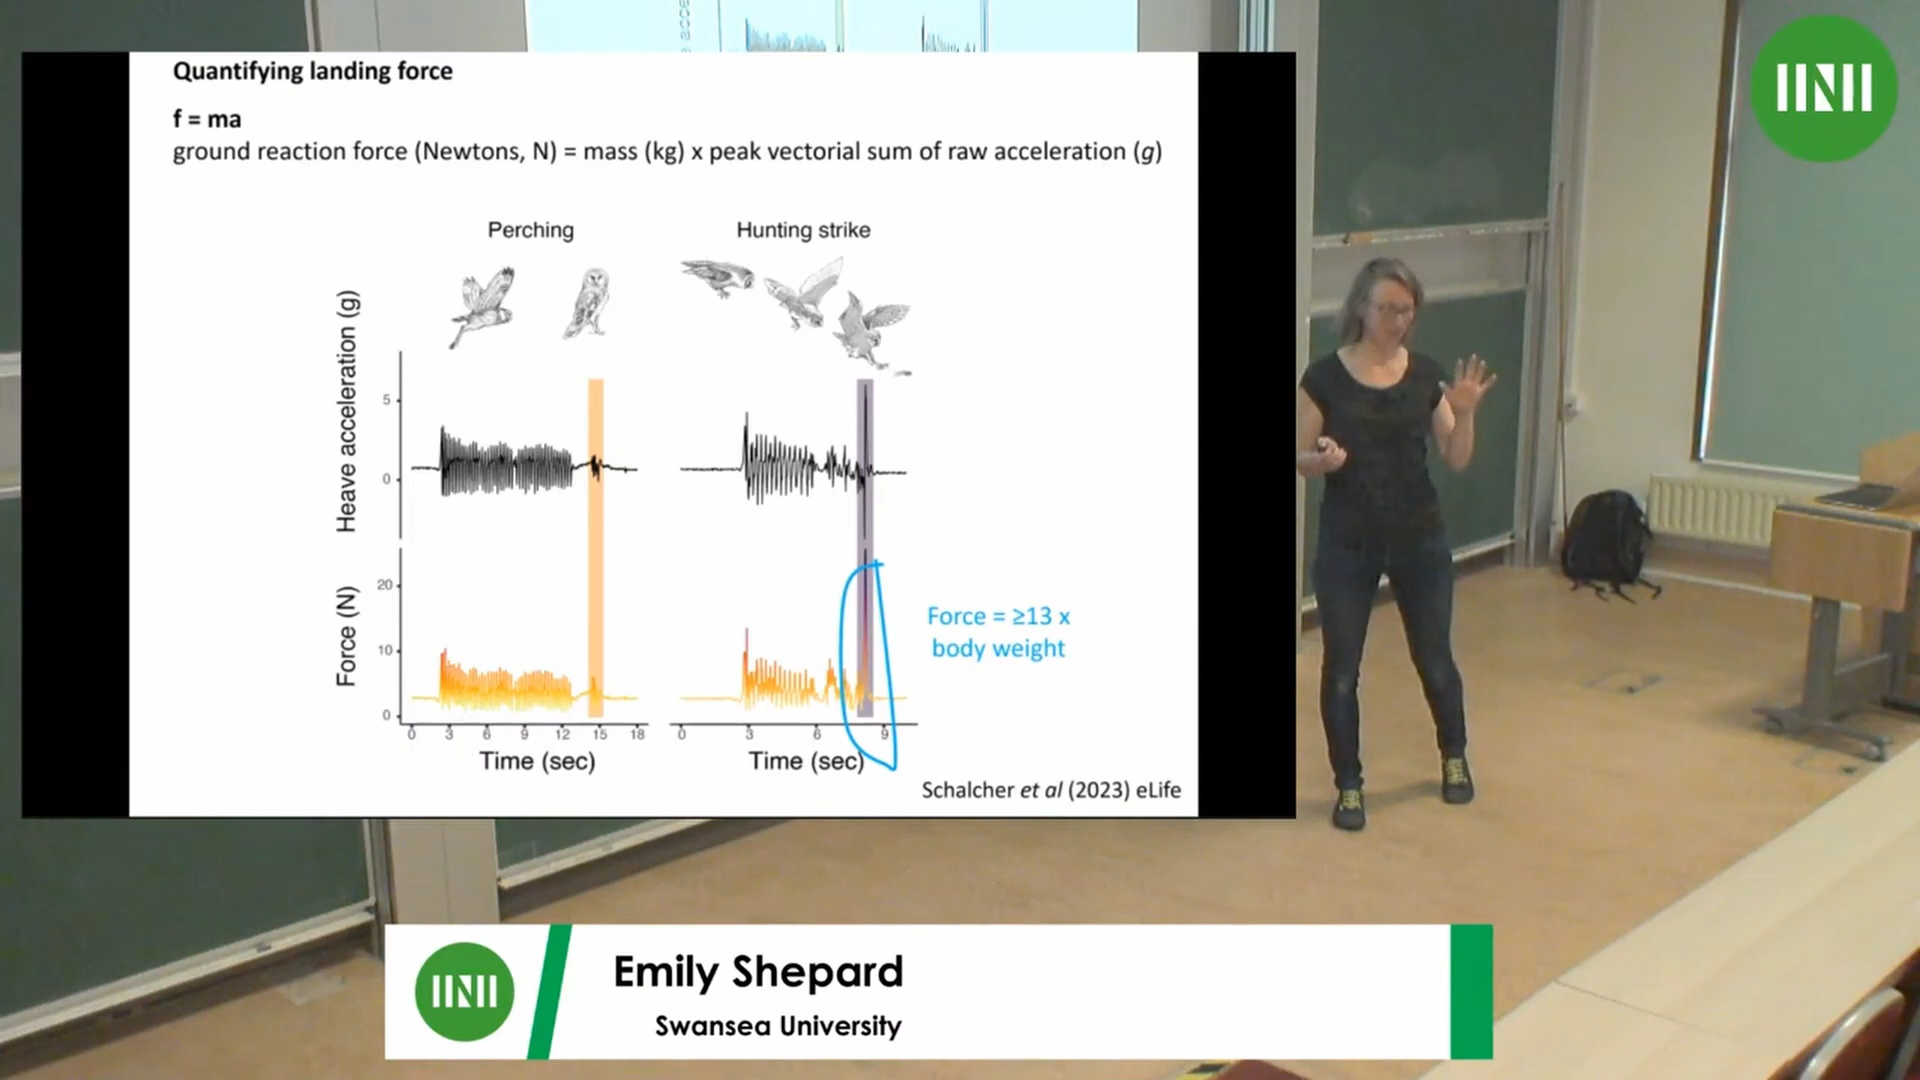 Quantifying landing force
f = ma
ground reaction force (Newtons, N) = mass (kg) x peak vectorial sum of raw acceleration (g)
Perching
Hunting strike
Heave acceleration (g)
5
0
Force (N)
20
10
0
0 3 6 9 12 15 18
0 3 6 9
Time (sec)
Time (sec)
Force = ≥13 x
body weight
Schalcher et al (2023) eLife
Emily Shepard
Swansea University